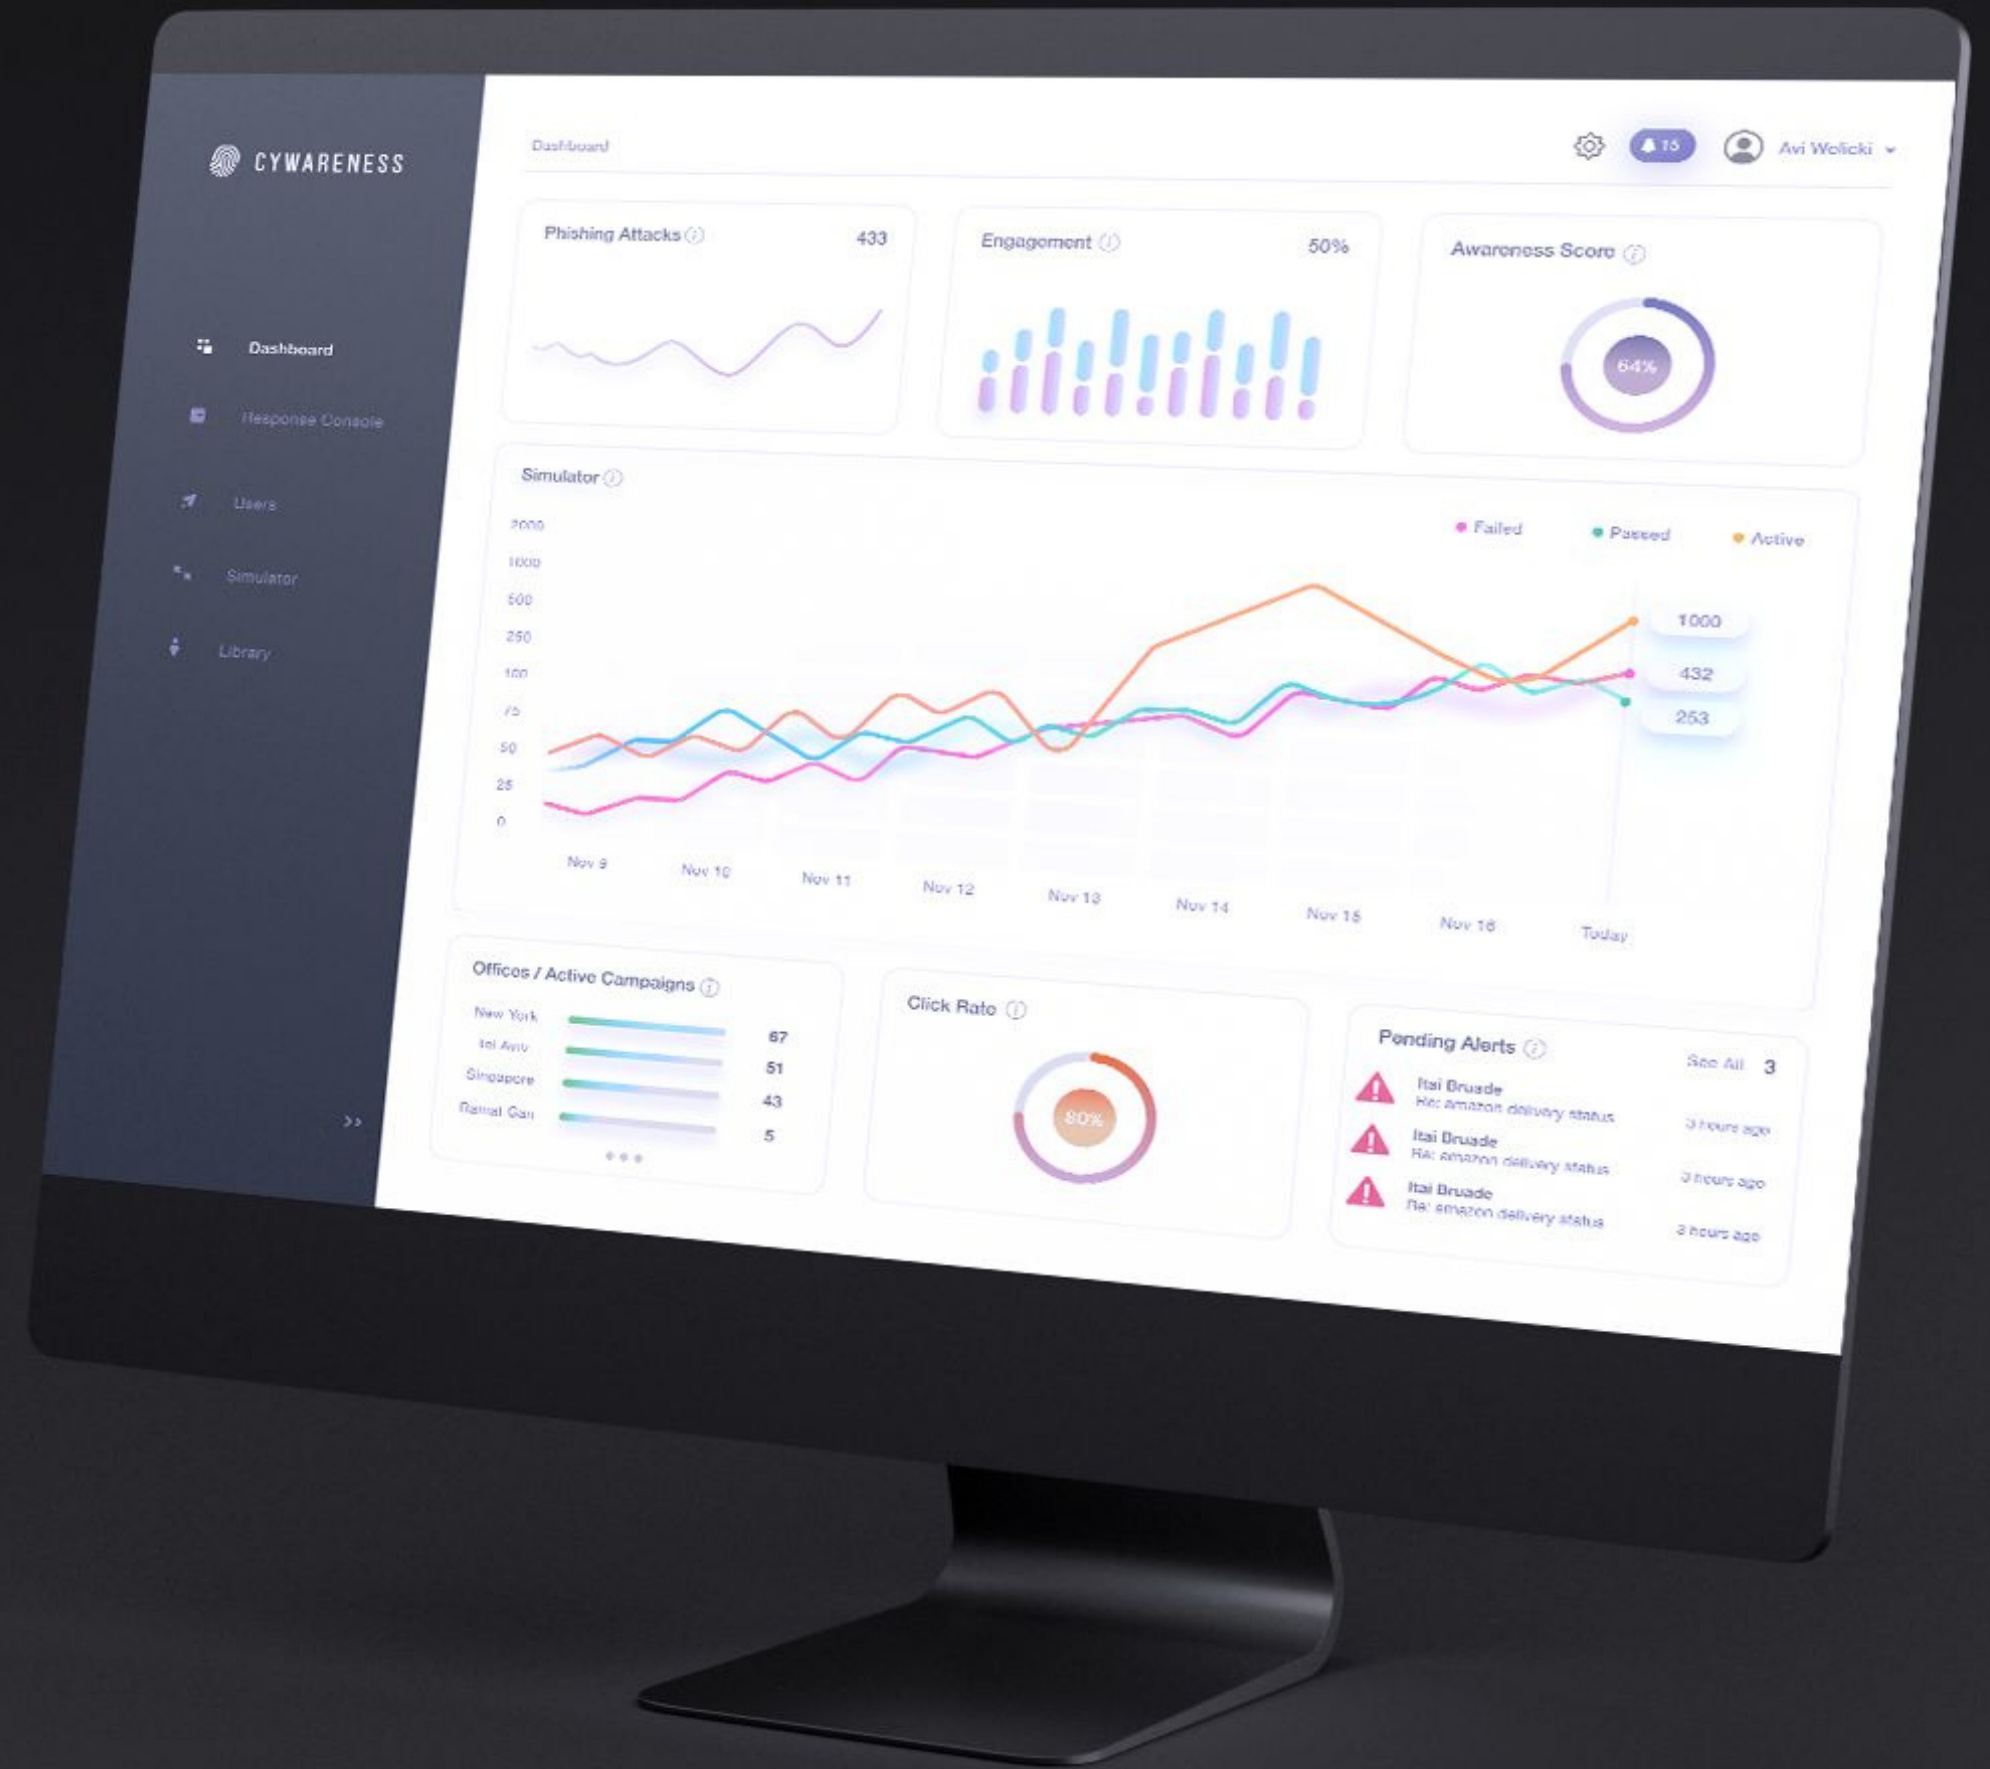 CYWARENESS
Dashboard
Response Console
Users
Simulator
Library
>>
Dashboard
15
Avi Wolicki
Phishing Attacks
433
Engagement
50%
Awareness Score
64%
Simulator
Failed
Passed
Active
2000
1000
500
250
100
75
50
25
0
1000
432
253
Nov 9
Nov 10
Nov 11
Nov 12
Nov 13
Nov 14
Nov 15
Nov 16
Today
Offices / Active Campaigns
New York
67
Tel Aviv
51
Singapore
43
Ramat Gan
5
Click Rate
80%
Pending Alerts
See All 3
Itai Bruade
Re: amazon delivery status
3 hours ago
Itai Bruade
Re: amazon delivery status
3 hours ago
Itai Bruade
Re: amazon delivery status
3 hours ago